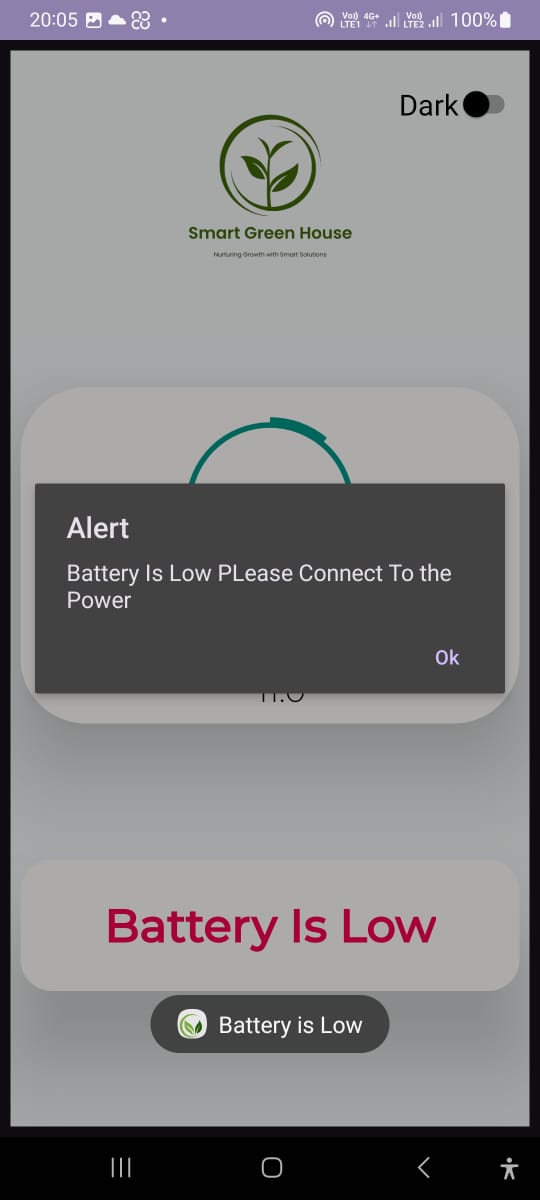 20:05
Vo)) 4G+ Vo)) 100%
LTE1 LTE2
Dark
Smart Green House
Nurturing Growth with Smart Solutions
Alert
Battery Is Low PLease Connect To the
Power
Ok
Battery Is Low
Battery is Low